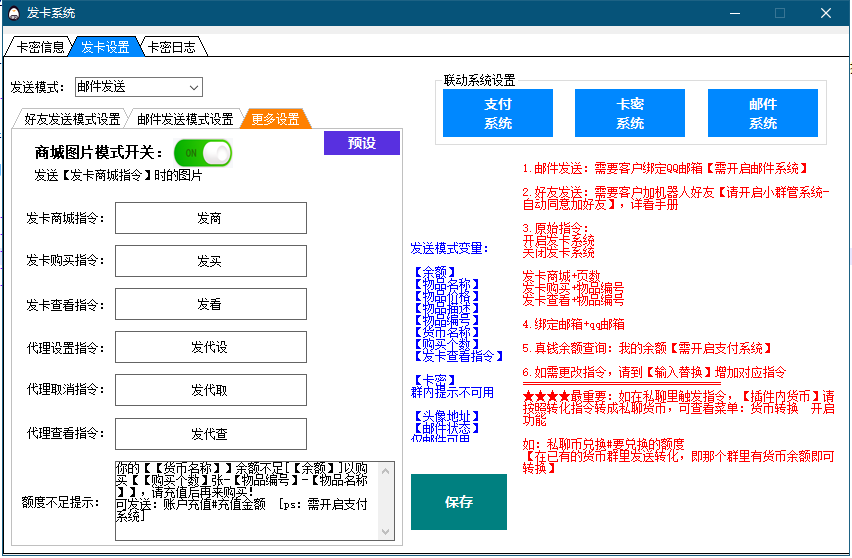 发卡系统
卡密信息
发卡设置
卡密日志
发送模式：
邮件发送
好友发送模式设置
邮件发送模式设置
更多设置
商城图片模式开关：
ON
预设
发送【发卡商城指令】时的图片
发卡商城指令：
发商
发卡购买指令：
发买
发卡查看指令：
发看
代理设置指令：
发代设
代理取消指令：
发代取
代理查看指令：
发代查
额度不足提示：
你的【【货币名称】】余额不足[【余额】]以购
买【【购买个数】张-【物品编号】-【物品名称
】】，请充值后再来购买！
可发送：账户充值#充值金额 [ps：需开启支付
系统]
发送模式变量：
【余额】
【物品名称】
【物品价格】
【物品描述】
【物品编号】
【货币名称】
【购买个数】
【发卡查看指令】
【卡密】
群内提示不可用
【头像地址】
【邮件状态】
仅邮件可用
保存
联动系统设置
支付
系统
卡密
系统
邮件
系统
1.邮件发送：需要客户绑定QQ邮箱【需开启邮件系统】
2.好友发送：需要客户加机器人好友【请开启小群管系统-
自动同意加好友】，详看手册
3.原始指令：
开启发卡系统
关闭发卡系统
发卡商城+页数
发卡购买+物品编号
发卡查看+物品编号
4.绑定邮箱+qq邮箱
5.真钱余额查询：我的余额【需开启支付系统】
6.如需更改指令，请到【输入替换】增加对应指令
★★★★最重要：如在私聊里触发指令，【插件内货币】请
按照转化指令转成私聊货币，可查看菜单：货币转换 开启
功能
如：私聊币兑换#要兑换的额度
【在已有的货币群里发送转化，即那个群里有货币余额即可
转换】